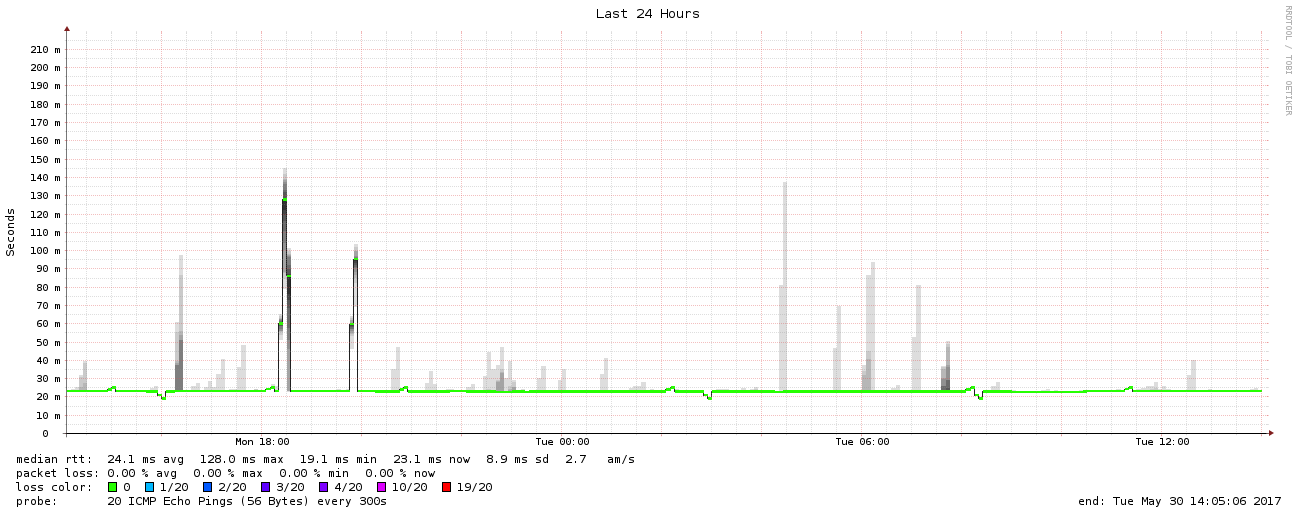 Last 24 Hours
RRDTOOL / TOBI OETIKER
Seconds
210 m
200 m
190 m
180 m
170 m
160 m
150 m
140 m
130 m
120 m
110 m
100 m
90 m
80 m
70 m
60 m
50 m
40 m
30 m
20 m
10 m
0
Mon 18:00 Tue 00:00 Tue 06:00 Tue 12:00
median rtt: 24.1 ms avg 128.0 ms max 19.1 ms min 23.1 ms now 8.9 ms sd 2.7 am/s
packet loss: 0.00 % avg 0.00 % max 0.00 % min 0.00 % now
loss color: 0 1/20 2/20 3/20 4/20 10/20 19/20
probe: 20 ICMP Echo Pings (56 Bytes) every 300s end: Tue May 30 14:05:06 2017